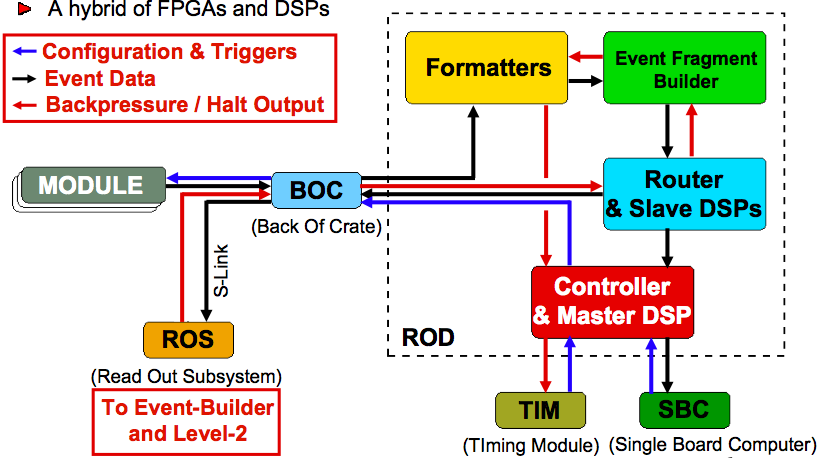 A hybrid of FPGAs and DSPs
Configuration & Triggers
Event Data
Backpressure / Halt Output
Formatters
Event Fragment
Builder
MODULE
BOC
(Back Of Crate)
Router
& Slave DSPs
S-Link
Controller
& Master DSP
ROD
ROS
(Read Out Subsystem)
To Event-Builder
and Level-2
TIM
(TIming Module)
SBC
(Single Board Computer)